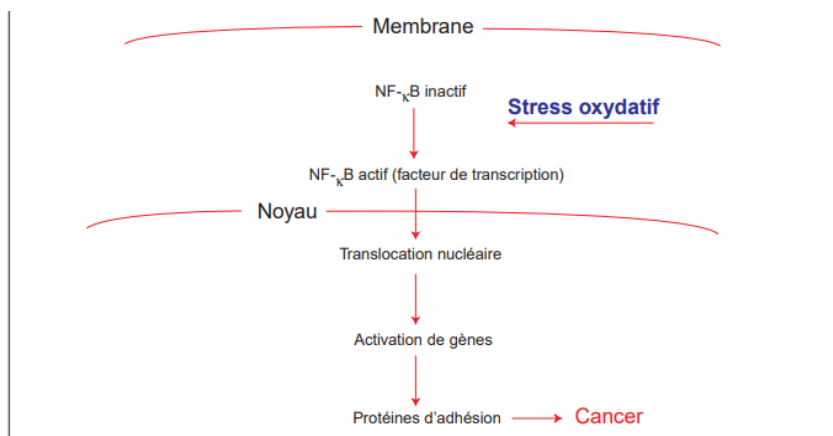 Membrane
NF-κB inactif
Stress oxydatif
NF-κB actif (facteur de transcription)
Noyau
Translocation nucléaire
Activation de gènes
Protéines d'adhésion
Cancer